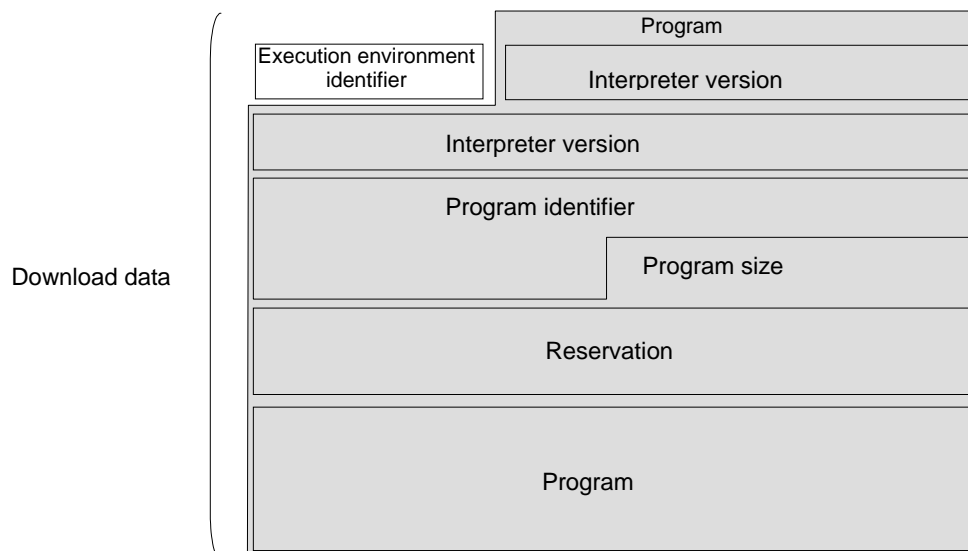 Program
Execution environment
identifier
Interpreter version
Interpreter version
Program identifier
Program size
Download data
Reservation
Program